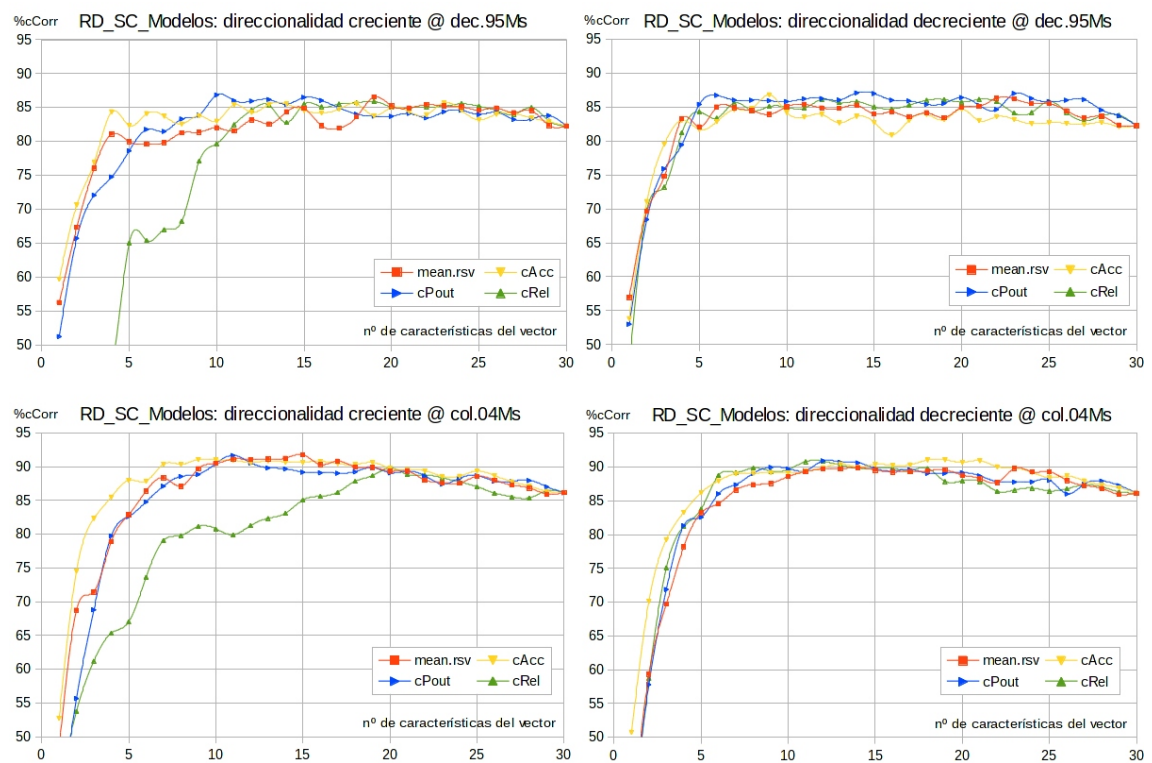 %cCorr RD_SC_Modelos: direccionalidad creciente @ dec.95Ms
95
90
85
80
75
70
65
60
55
50
mean.rsv cAcc
cPout cRel
nº de características del vector
0 5 10 15 20 25 30
%cCorr RD_SC_Modelos: direccionalidad decreciente @ dec.95Ms
95
90
85
80
75
70
65
60
55
50
mean.rsv cAcc
cPout cRel
nº de características del vector
0 5 10 15 20 25 30
%cCorr RD_SC_Modelos: direccionalidad creciente @ col.04Ms
95
90
85
80
75
70
65
60
55
50
mean.rsv cAcc
cPout cRel
nº de características del vector
0 5 10 15 20 25 30
%cCorr RD_SC_Modelos: direccionalidad decreciente @ col.04Ms
95
90
85
80
75
70
65
60
55
50
mean.rsv cAcc
cPout cRel
nº de características del vector
0 5 10 15 20 25 30